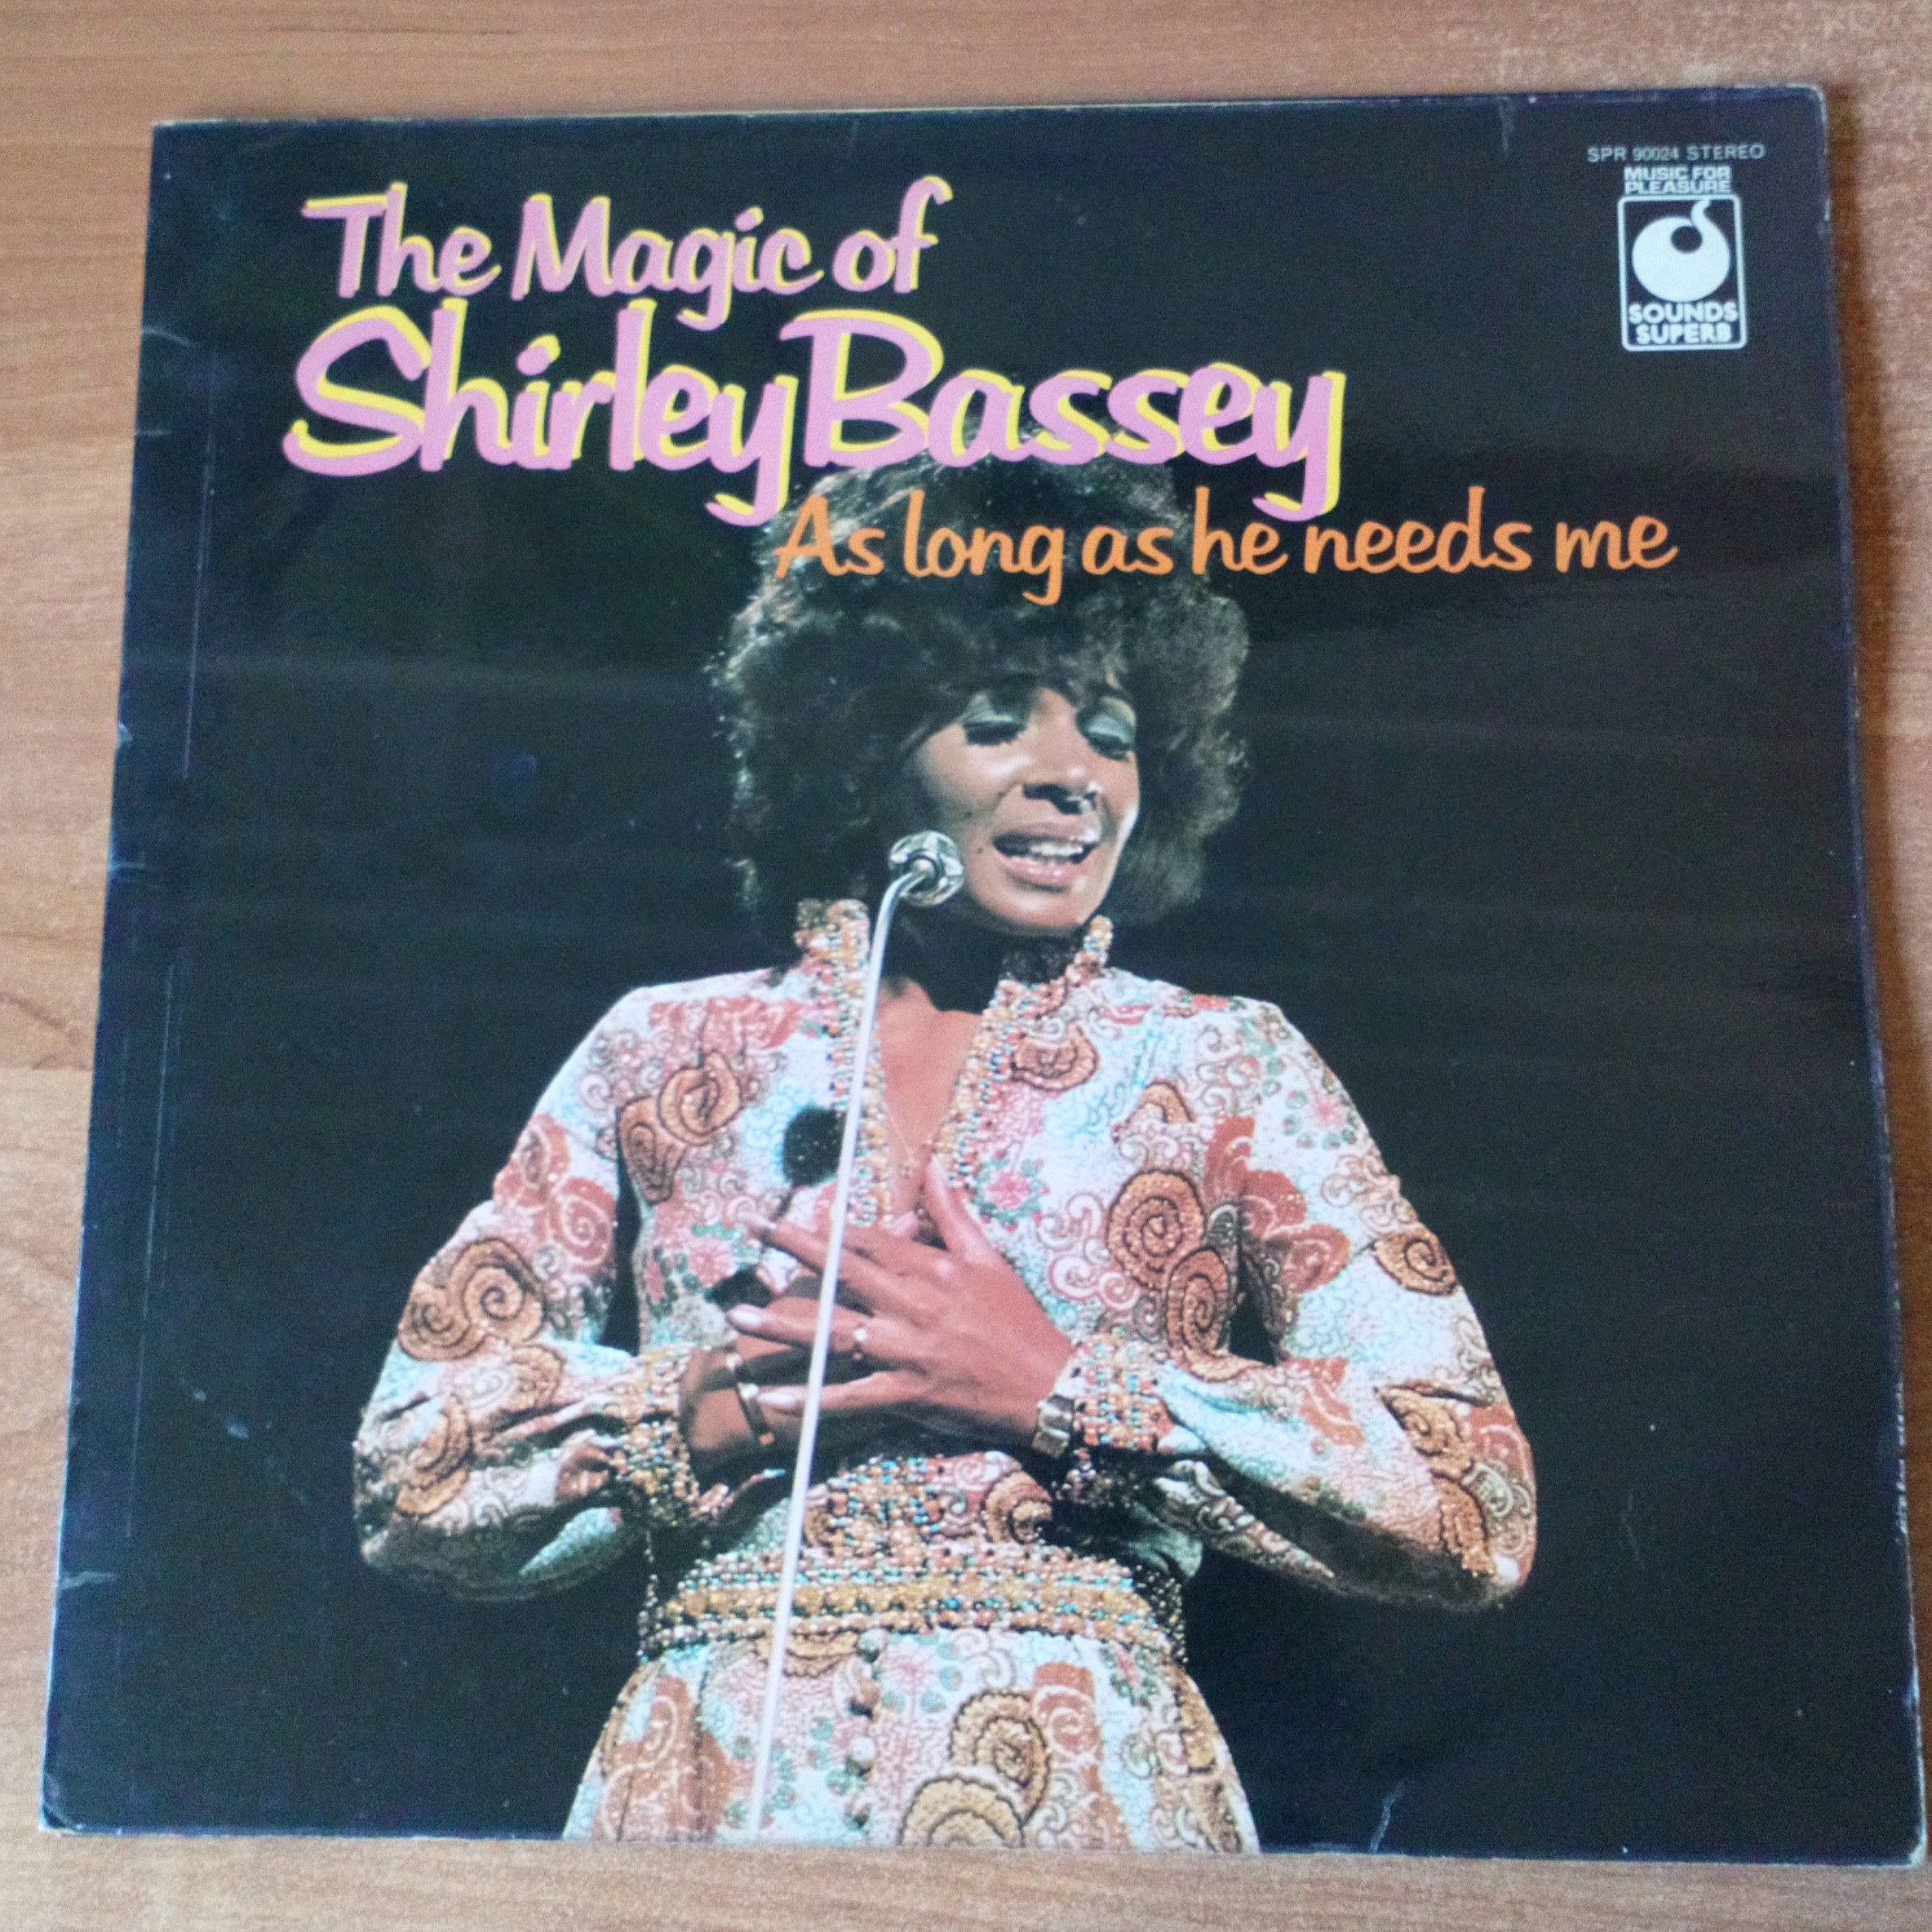 SPR 90024 STEREO
MUSIC FOR
PLEASURE
SOUNDS
SUPERB
The Magic of
Shirley Bassey
As long as he needs me